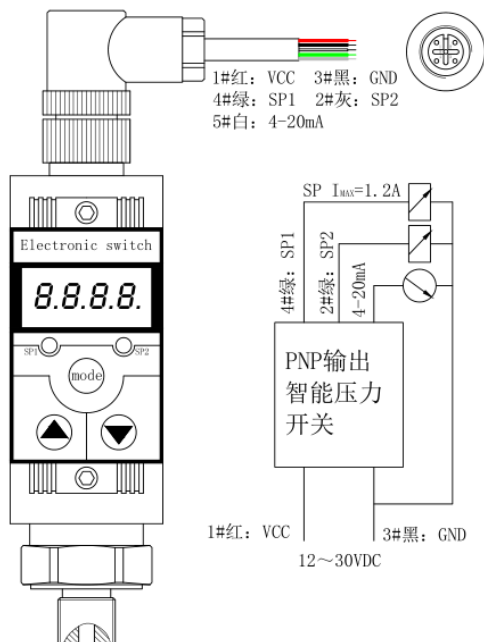 1#红: VCC 3#黑: GND
4#绿: SP1 2#灰: SP2
5#白: 4-20mA
Electronic switch
8.8.8.8.
SP1 SP2
mode
SP IMAX=1.2A
4#绿: SP1
2#绿: SP2
4-20mA
PNP输出
智能压力
开关
1#红: VCC
3#黑: GND
12～30VDC